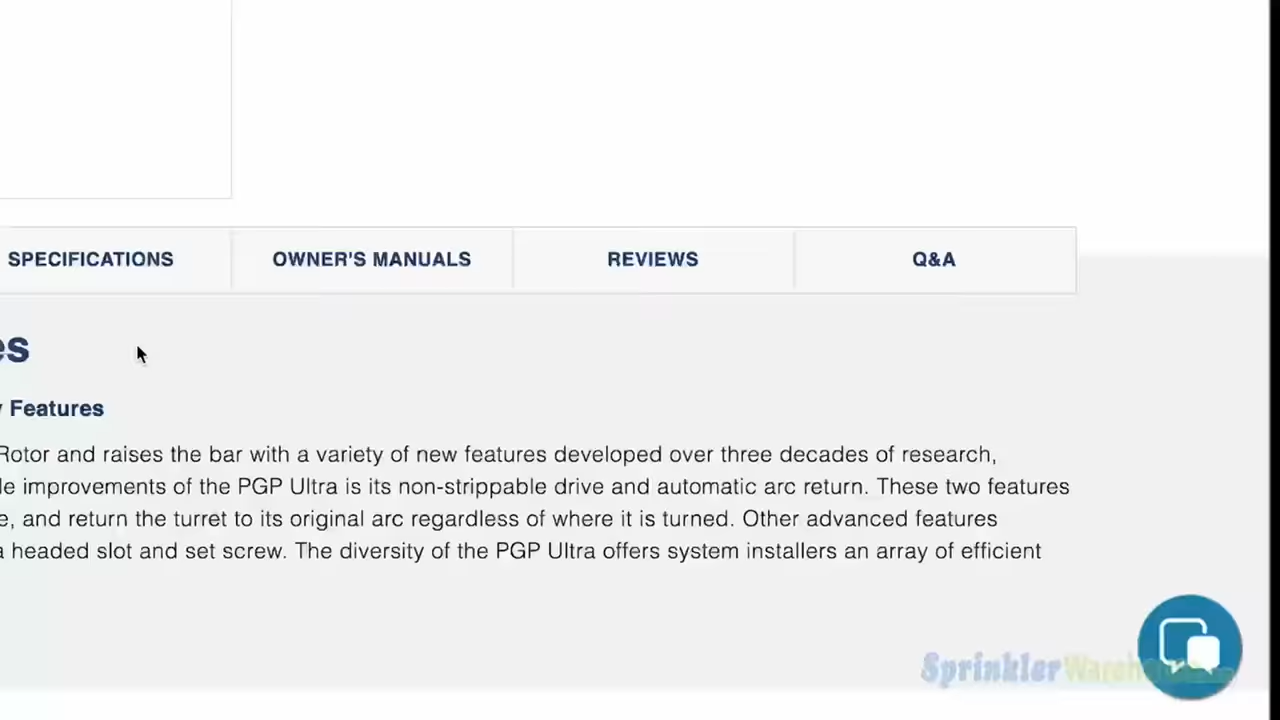 SPECIFICATIONS
OWNER'S MANUALS
REVIEWS
Q&A
Features
Rotor and raises the bar with a variety of new features developed over three decades of research,
improvements of the PGP Ultra is its non-strippable drive and automatic arc return. These two features
and return the turret to its original arc regardless of where it is turned. Other advanced features
headed slot and set screw. The diversity of the PGP Ultra offers system installers an array of efficient
Sprinkler